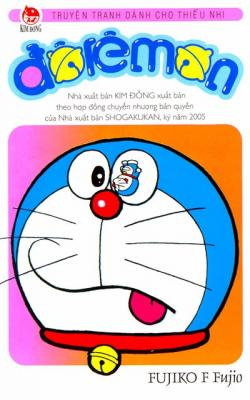 TRUYỆN TRANH DÀNH CHO THIẾU NHI
KIM ĐỒNG
đôrêmon
Nhà xuất bản KIM ĐỒNG xuất bản
theo hợp đồng chuyển nhượng bản quyền
của Nhà xuất bản SHOGAKUKAN, ký năm 2005
FUJIKO F Fujio